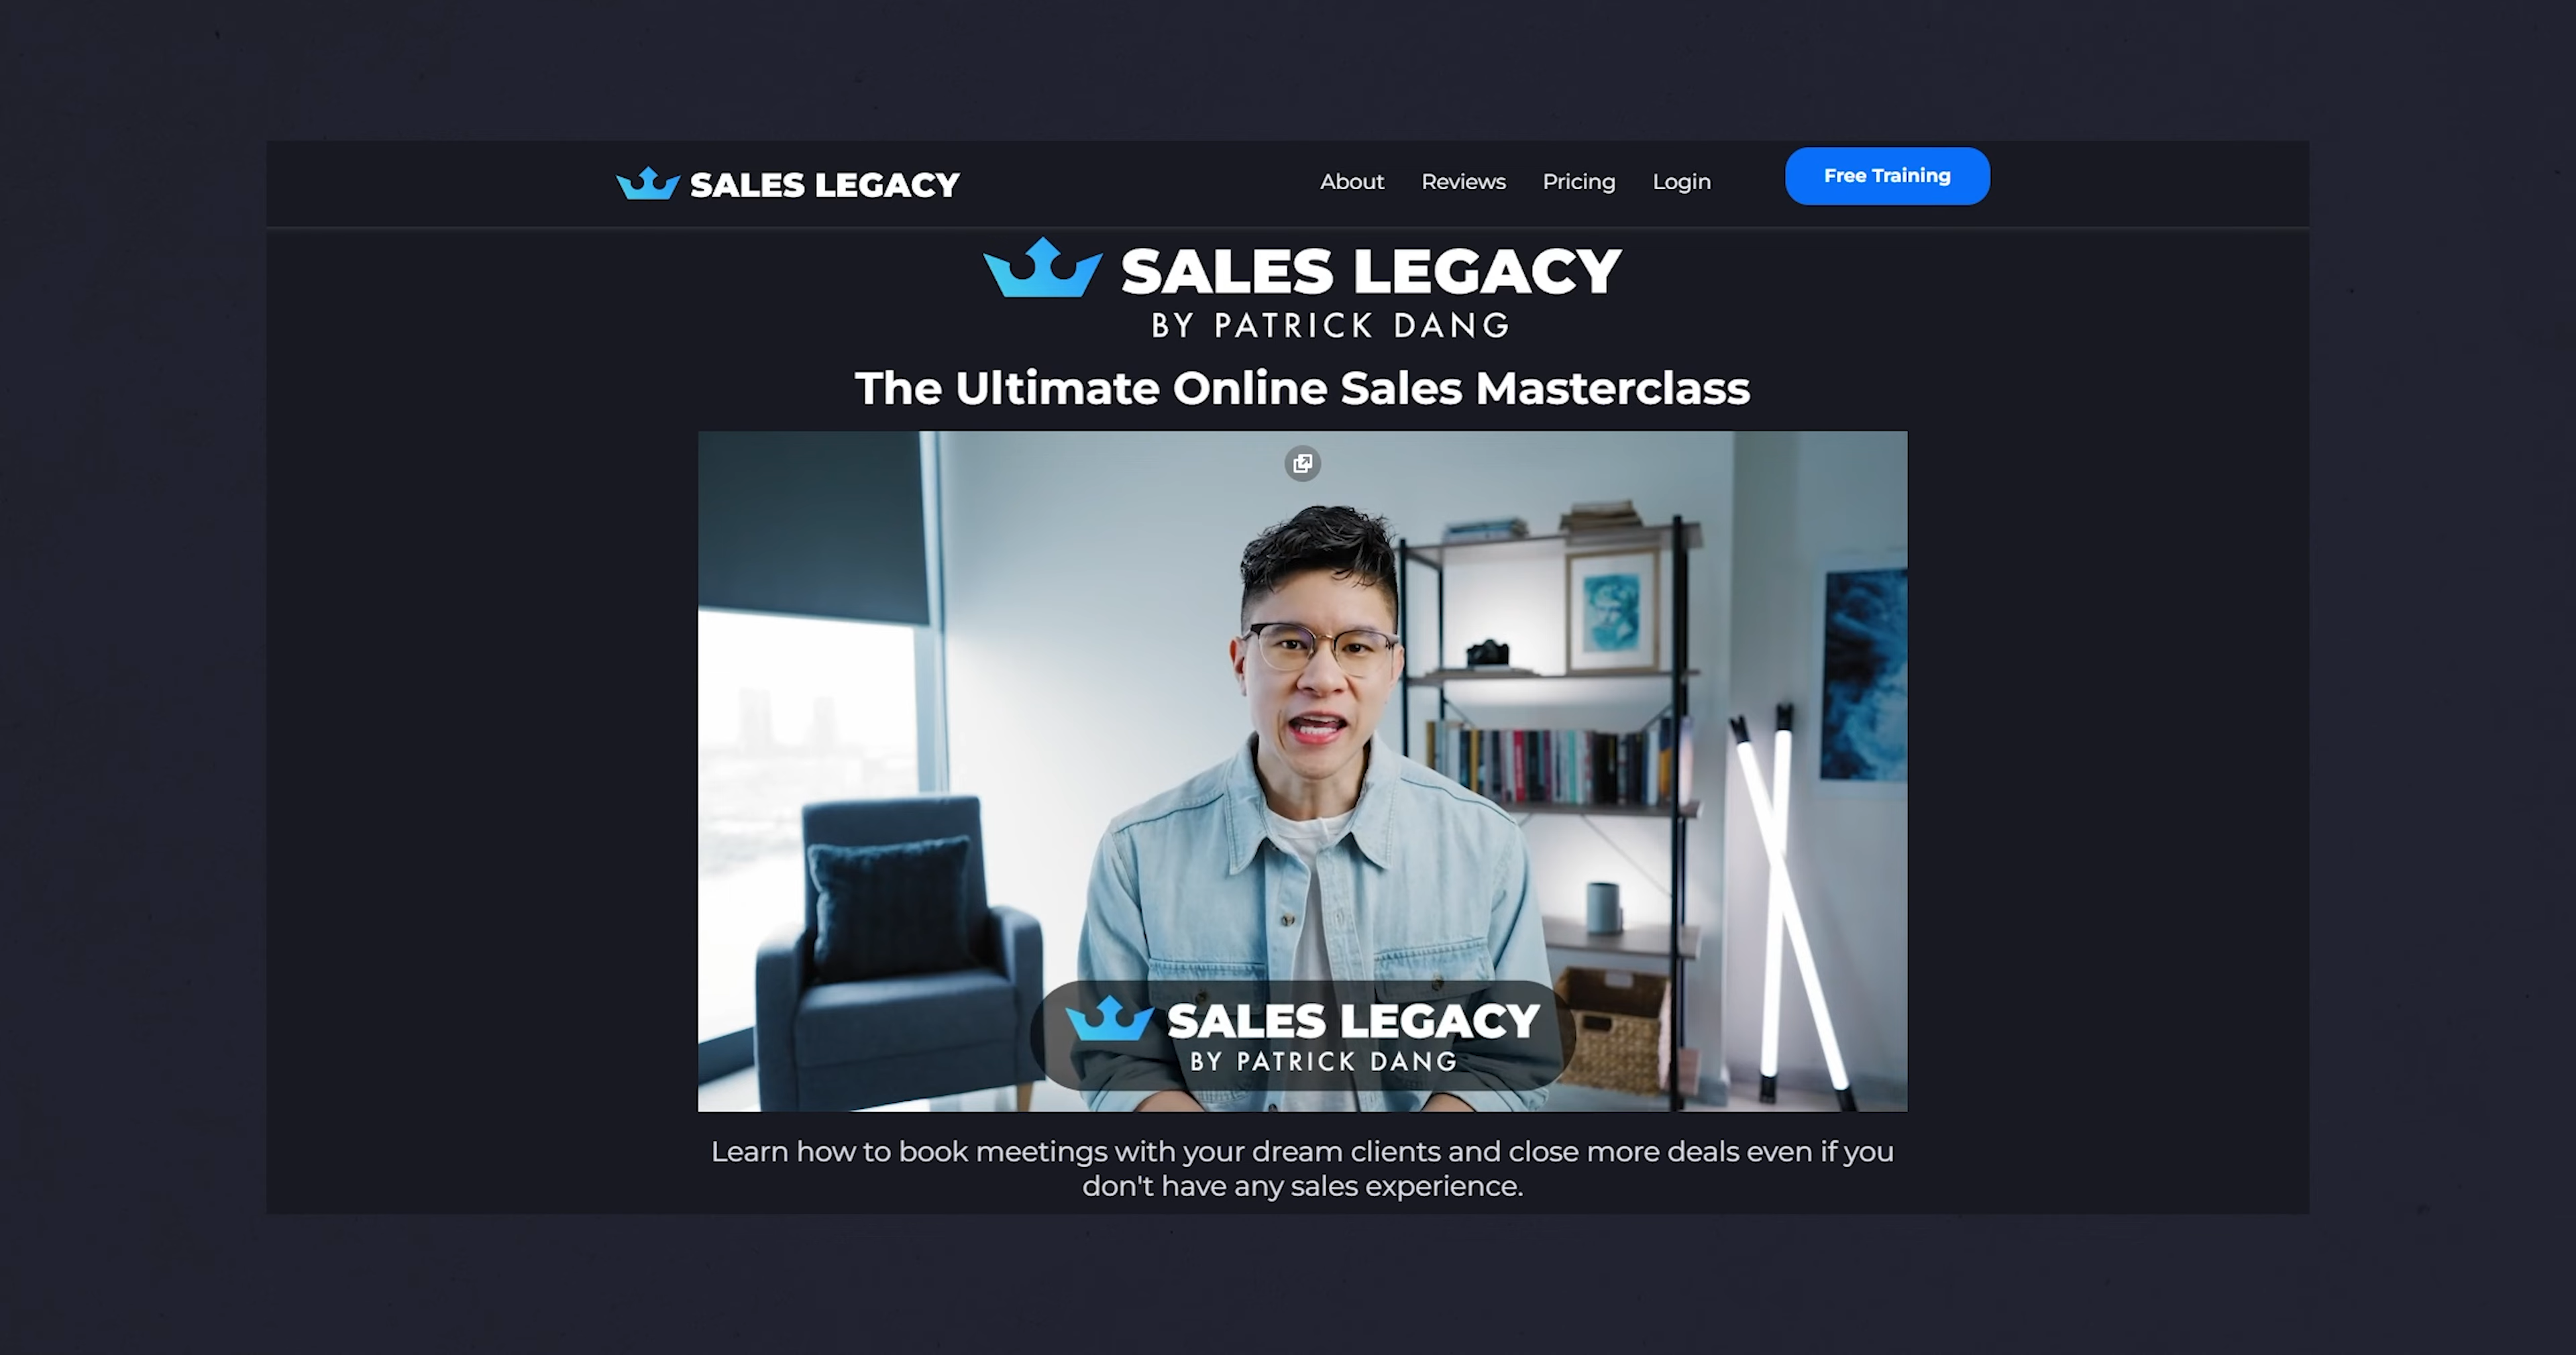 SALES LEGACY
About
Reviews
Pricing
Login
Free Training
SALES LEGACY
BY PATRICK DANG
The Ultimate Online Sales Masterclass
SALES LEGACY
BY PATRICK DANG
Learn how to book meetings with your dream clients and close more deals even if you
don't have any sales experience.